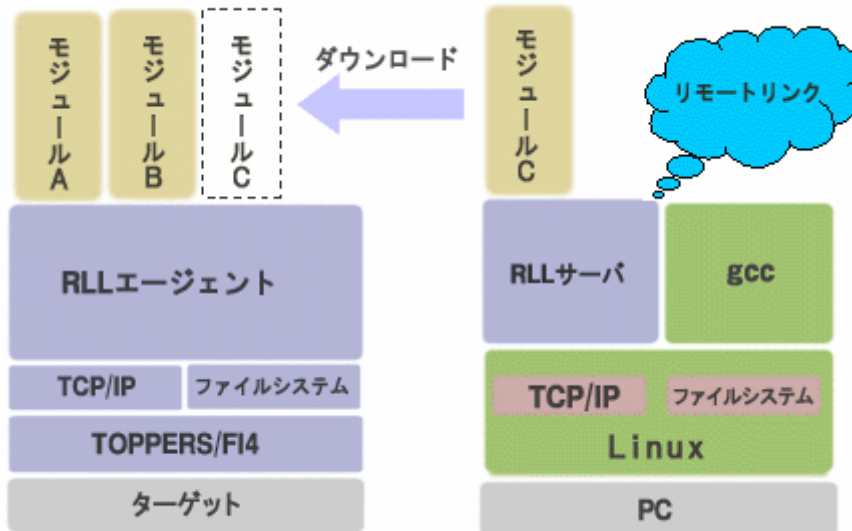 モジュールA
モジュールB
モジュールC
ダウンロード
モジュールC
リモートリンク
RLLエージェント
RLLサーバ
gcc
TCP/IP
ファイルシステム
TCP/IP
ファイルシステム
TOPPERS/FI4
Linux
ターゲット
PC